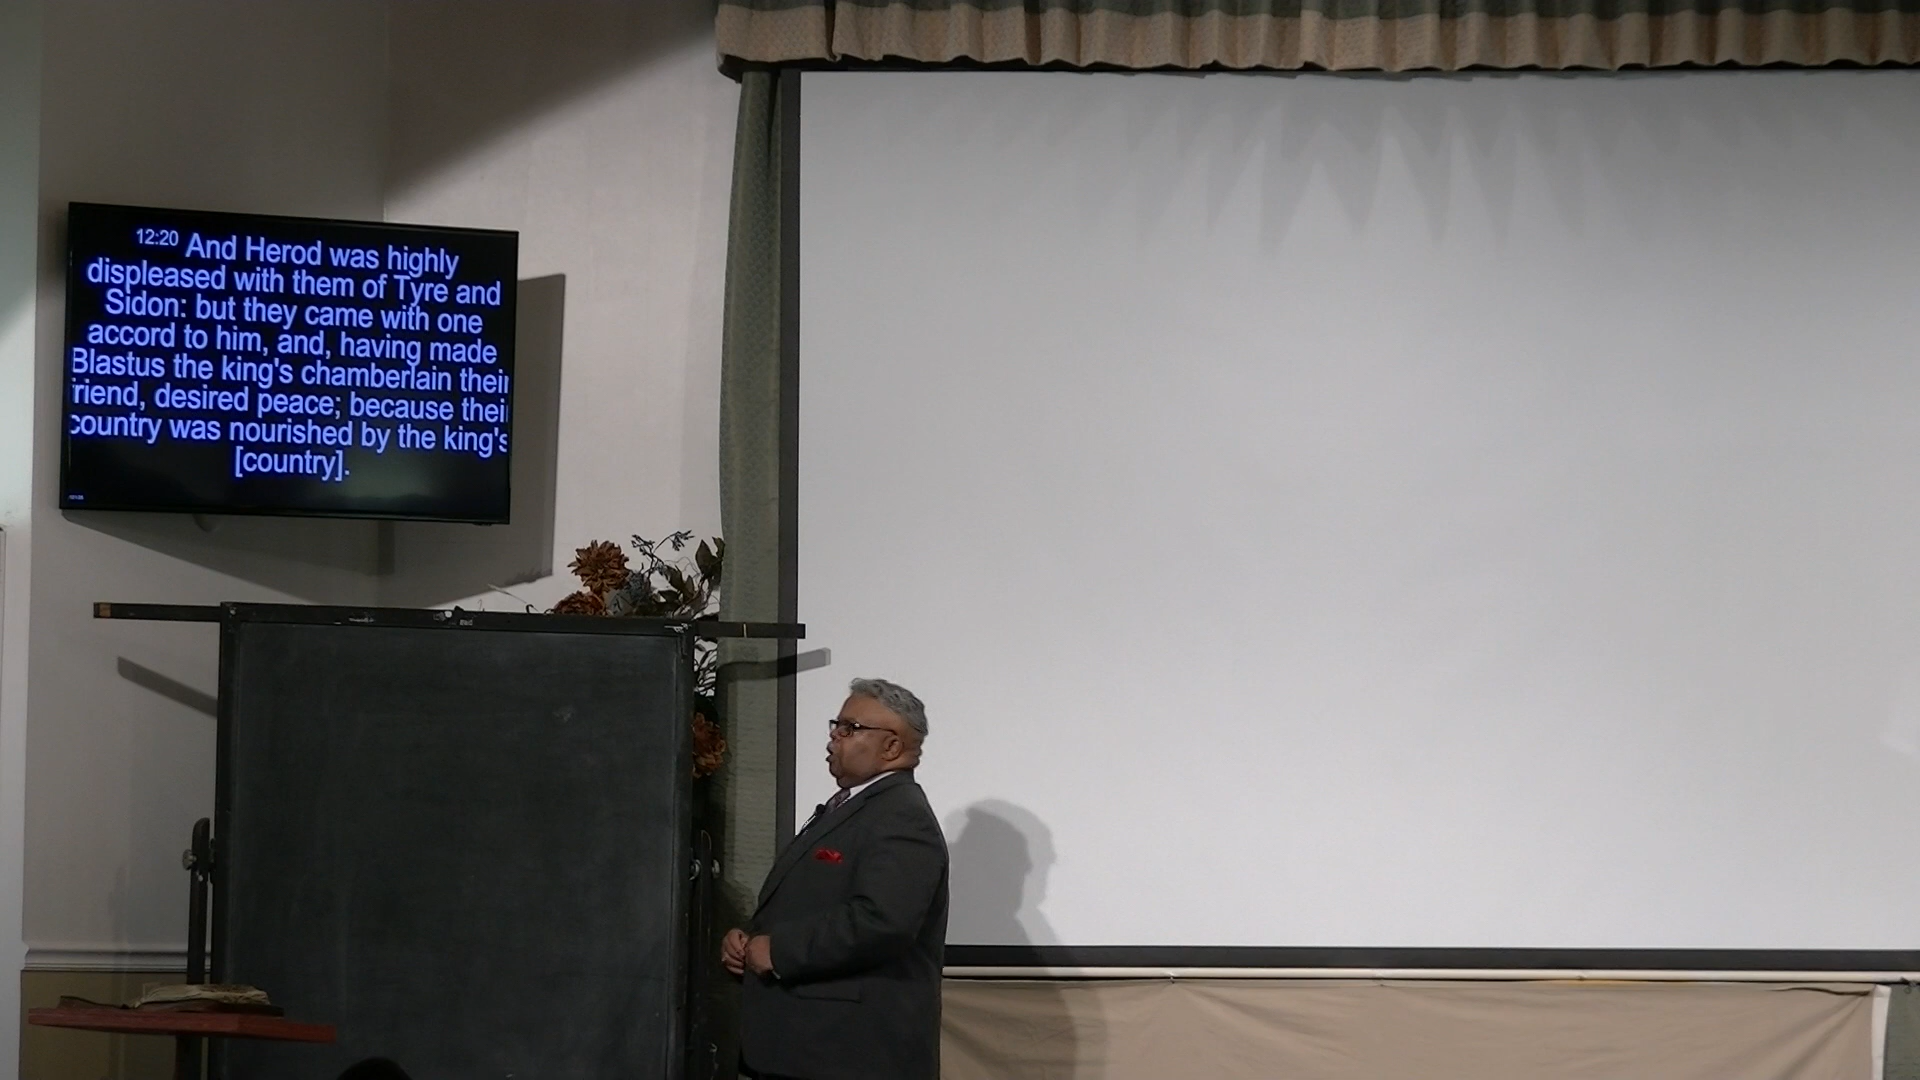 12:20 And Herod was highly
displeased with them of Tyre and
Sidon: but they came with one
accord to him, and, having made
Blastus the king's chamberlain their
riend, desired peace; because their
country was nourished by the king's
[country].